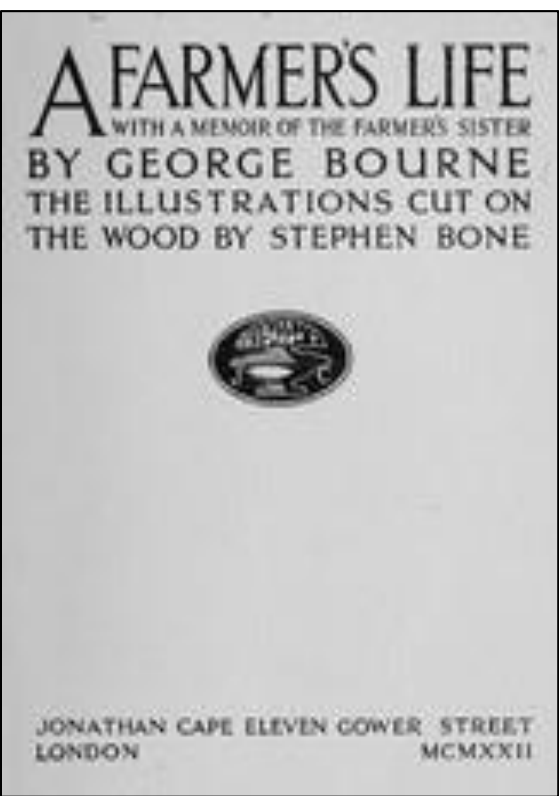 A FARMER'S LIFE
WITH A MEMOIR OF THE FARMER'S SISTER
BY GEORGE BOURNE
THE ILLUSTRATIONS CUT ON
THE WOOD BY STEPHEN BONE
JONATHAN CAPE ELEVEN GOWER STREET
LONDON MCMXXII